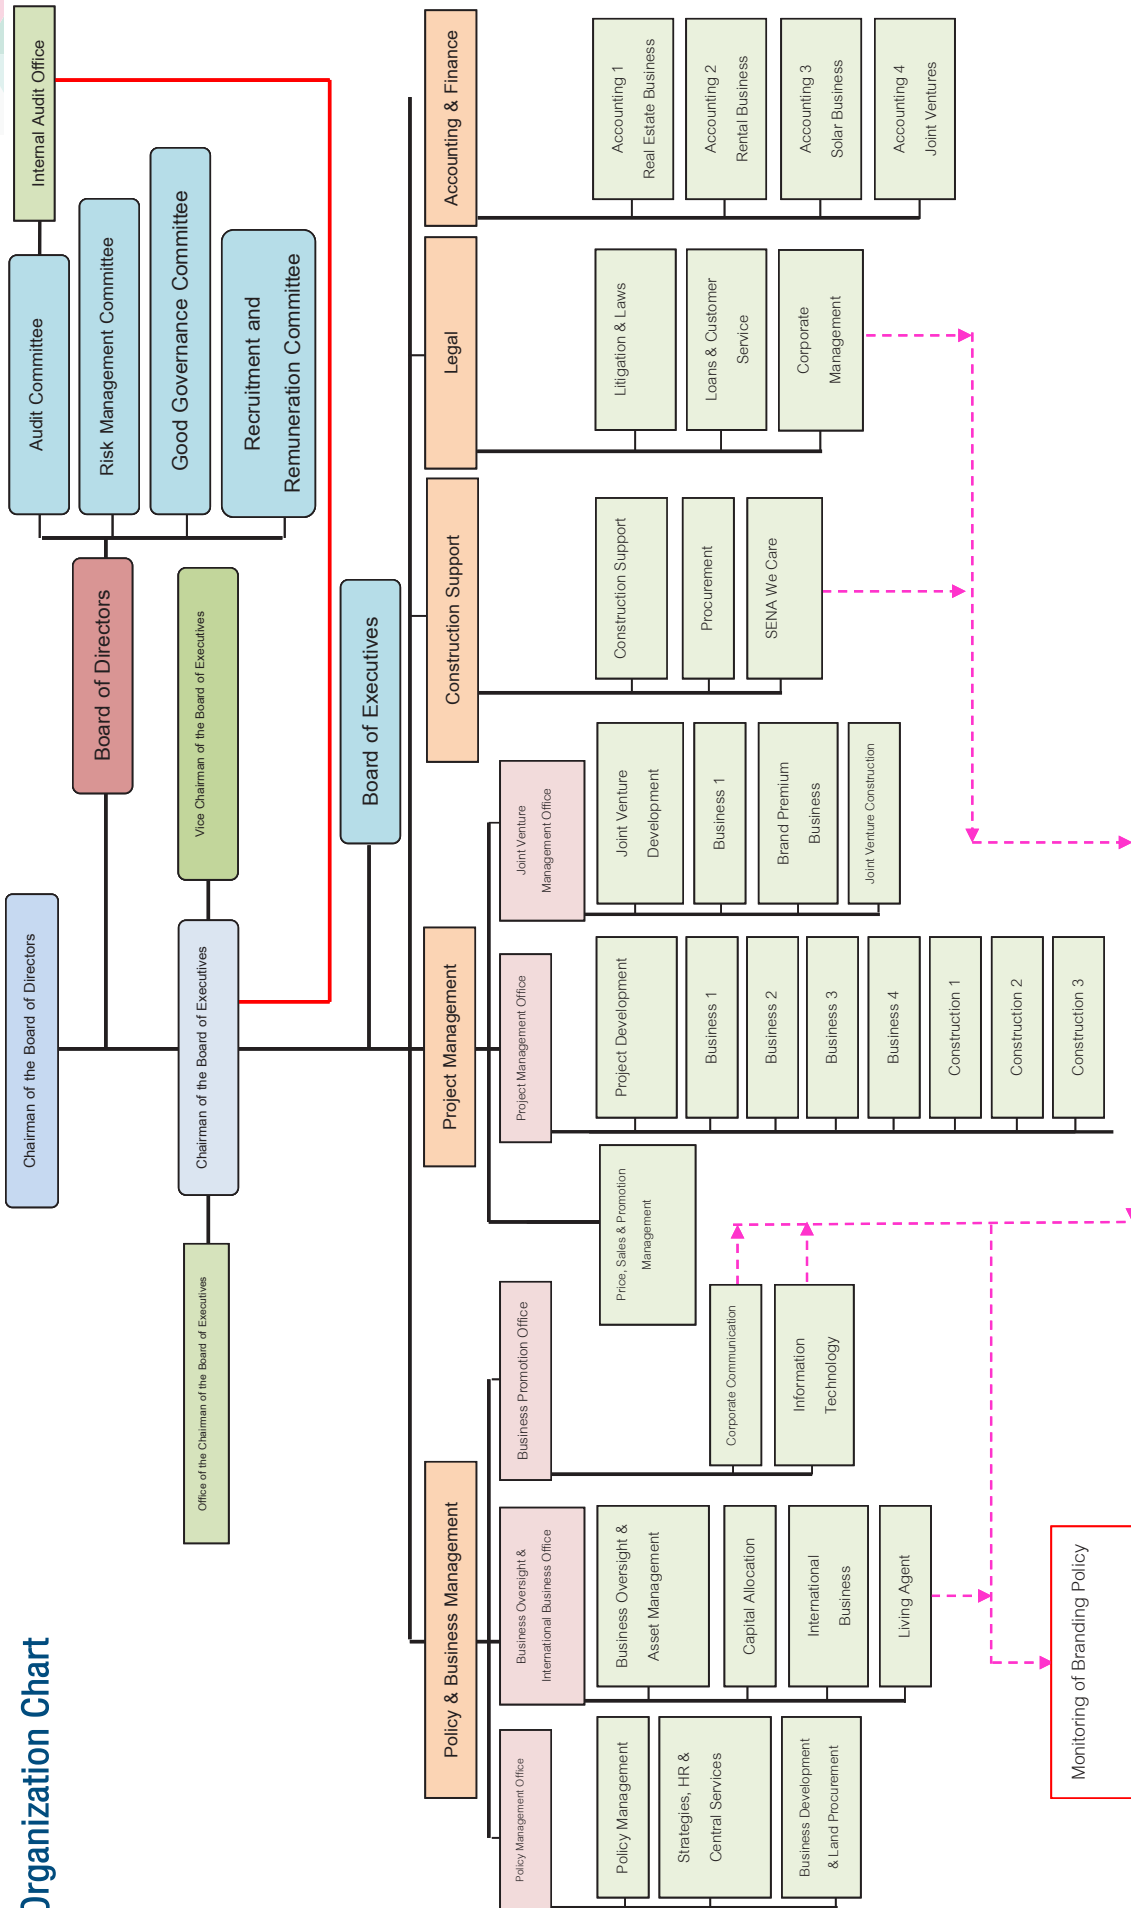 Organization Chart
Chairman of the Board of Directors
Board of Directors
Audit Committee
Internal Audit Office
Risk Management Committee
Good Governance Committee
Recruitment and
Remuneration Committee
Office of the Chairman of the Board of Executives
Chairman of the Board of Executives
Vice Chairman of the Board of Executives
Board of Executives
Policy & Business Management
Project Management
Construction Support
Legal
Accounting & Finance
Policy Management Office
Policy Management
Strategies, HR &
Central Services
Business Development
& Land Procurement
Business Oversight &
International Business Office
Business Oversight &
Asset Management
Capital Allocation
International
Business
Living Agent
Business Promotion Office
Corporate Communication
Information
Technology
Price, Sales & Promotion
Management
Project Management Office
Project Development
Business 1
Business 2
Business 3
Business 4
Construction 1
Construction 2
Construction 3
Joint Venture
Management Office
Joint Venture
Development
Business 1
Brand Premium
Business
Joint Venture Construction
Construction Support
Procurement
SENA We Care
Litigation & Laws
Loans & Customer
Service
Corporate
Management
Accounting 1
Real Estate Business
Accounting 2
Rental Business
Accounting 3
Solar Business
Accounting 4
Joint Ventures
Monitoring of Branding Policy